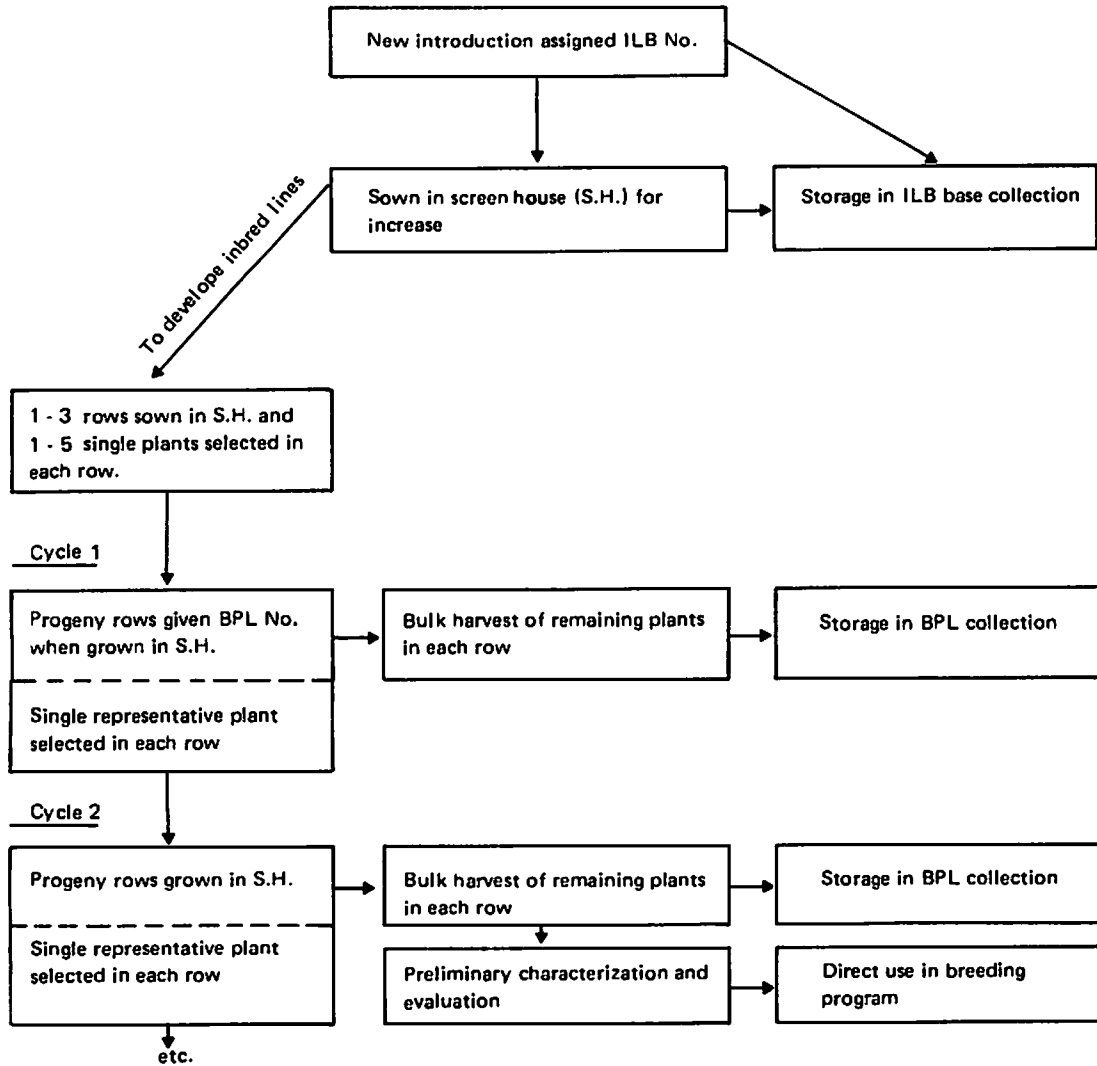 New introduction assigned ILB No.
Sown in screen house (S.H.) for
increase
Storage in ILB base collection
To develope inbred lines
1 - 3 rows sown in S.H. and
1 - 5 single plants selected in
each row.
Cycle 1
Progeny rows given BPL No.
when grown in S.H.
Single representative plant
selected in each row
Bulk harvest of remaining plants
in each row
Storage in BPL collection
Cycle 2
Progeny rows grown in S.H.
Single representative plant
selected in each row
Bulk harvest of remaining plants
in each row
Storage in BPL collection
Preliminary characterization and
evaluation
Direct use in breeding
program
etc.